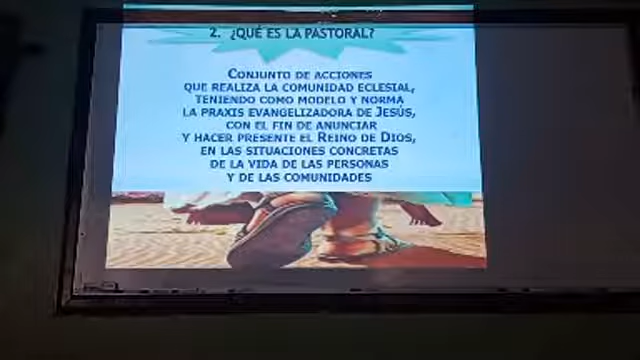 2. ¿QUÉ ES LA PASTORAL?
CONJUNTO DE ACCIONES
QUE REALIZA LA COMUNIDAD ECLESIAL,
TENIENDO COMO MODELO Y NORMA
LA PRAXIS EVANGELIZADORA DE JESÚS,
CON EL FIN DE ANUNCIAR
Y HACER PRESENTE EL REINO DE DIOS,
EN LAS SITUACIONES CONCRETAS
DE LA VIDA DE LAS PERSONAS
Y DE LAS COMUNIDADES